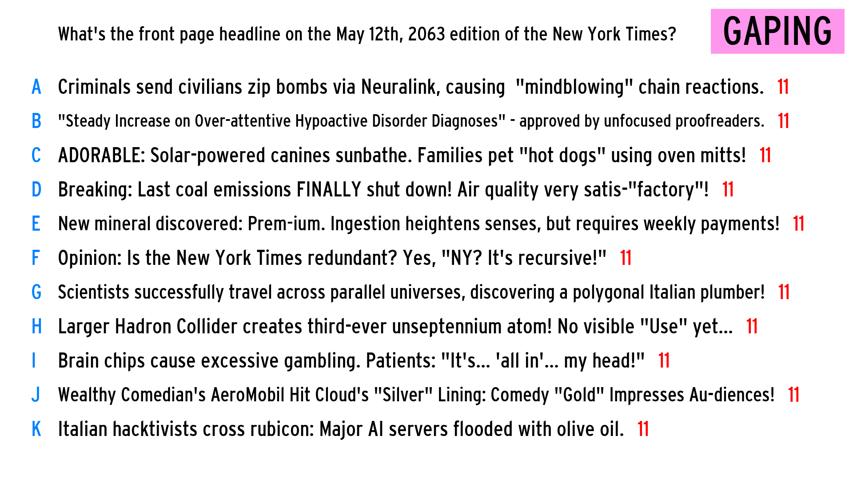 What's the front page headline on the May 12th, 2063 edition of the New York Times?
GAPING
A Criminals send civilians zip bombs via Neuralink, causing "mindblowing" chain reactions. 11
B "Steady Increase on Over-attentive Hypoactive Disorder Diagnoses" - approved by unfocused proofreaders. 11
C ADORABLE: Solar-powered canines sunbathe. Families pet "hot dogs" using oven mitts! 11
D Breaking: Last coal emissions FINALLY shut down! Air quality very satis-"factory"! 11
E New mineral discovered: Prem-ium. Ingestion heightens senses, but requires weekly payments! 11
F Opinion: Is the New York Times redundant? Yes, "NY? It's recursive!" 11
G Scientists successfully travel across parallel universes, discovering a polygonal Italian plumber! 11
H Larger Hadron Collider creates third-ever unseptennium atom! No visible "Use" yet... 11
I Brain chips cause excessive gambling. Patients: "It's... 'all in'... my head!" 11
J Wealthy Comedian's AeroMobil Hit Cloud's "Silver" Lining: Comedy "Gold" Impresses Au-diences! 11
K Italian hacktivists cross rubicon: Major AI servers flooded with olive oil. 11